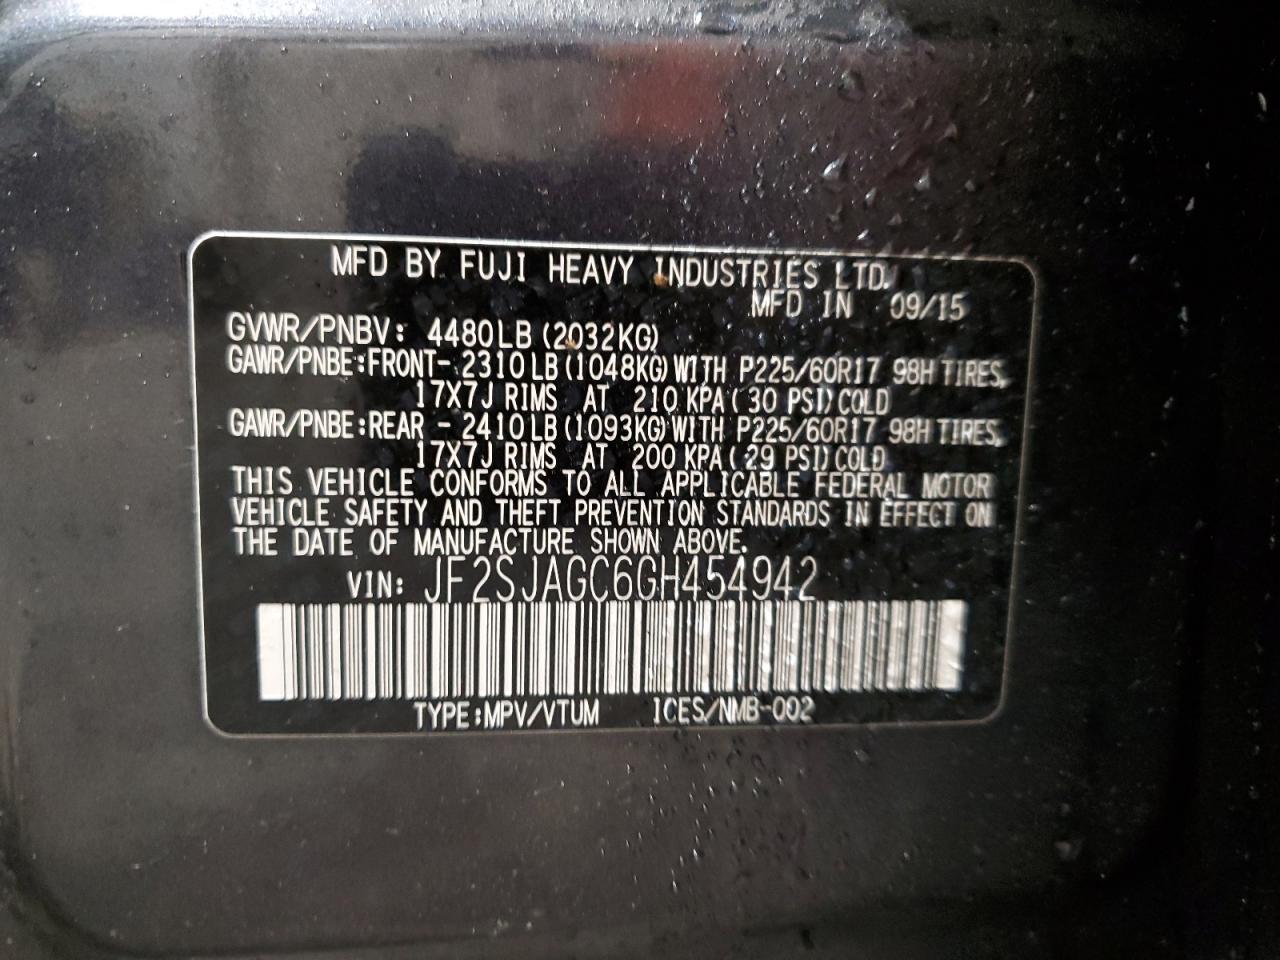 MFD BY FUJI HEAVY INDUSTRIES LTD.
MFD IN 09/15
GVWR/PNBV: 4480LB (2032KG)
GAWR/PNBE:FRONT- 2310LB(1048KG)WITH P225/60R17 98H TIRES,
17X7J RIMS AT 210 KPA(30 PSI)COLD
GAWR/PNBE:REAR - 2410LB(1093KG)WITH P225/60R17 98H TIRES,
17X7J RIMS AT 200 KPA(29 PSI)COLD
THIS VEHICLE CONFORMS TO ALL APPLICABLE FEDERAL MOTOR
VEHICLE SAFETY AND THEFT PREVENTION STANDARDS IN EFFECT ON
THE DATE OF MANUFACTURE SHOWN ABOVE.
VIN: JF2SJAGC6GH454942
TYPE:MPV/VTUM ICES/NMB-002